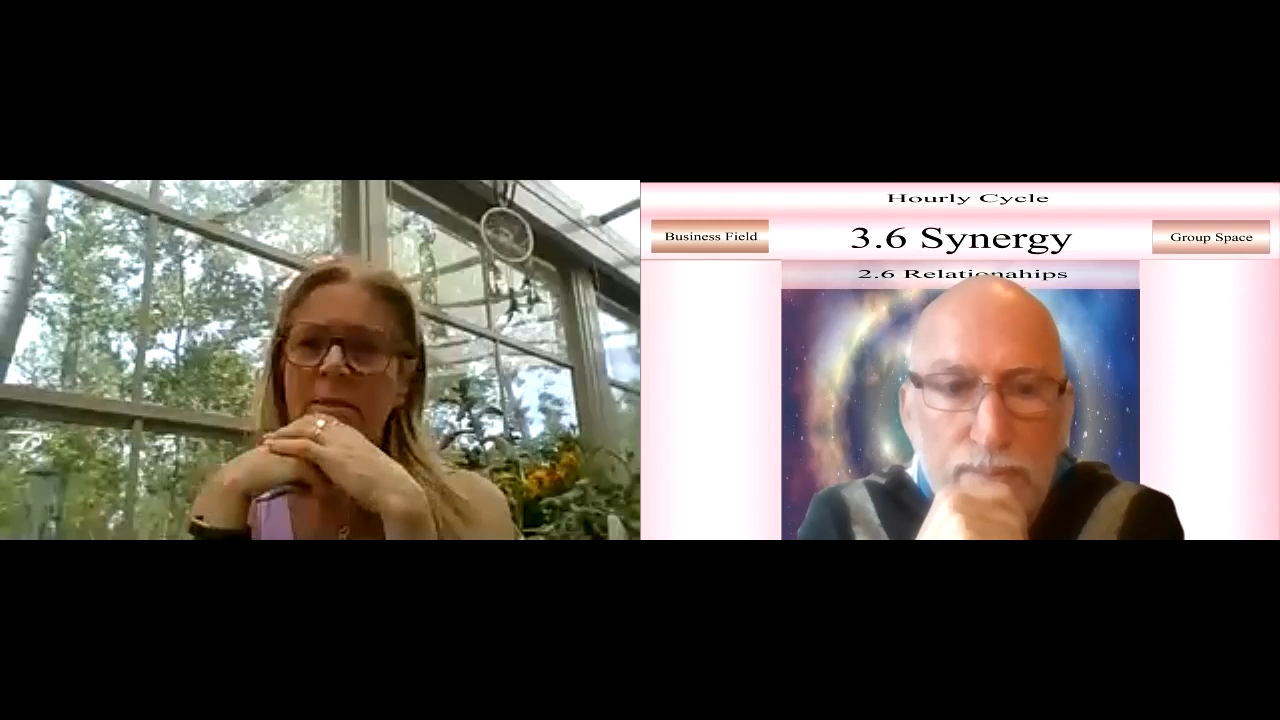 Hourly Cycle
Business Field
3.6 Synergy
Group Space
2.6 Relationahips